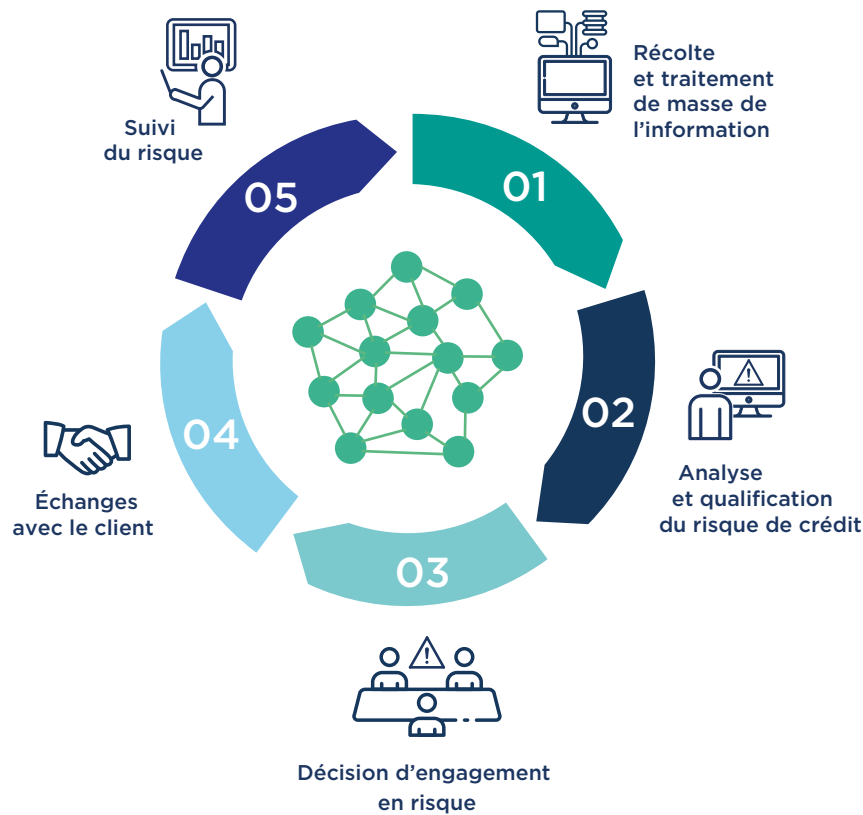 01
Récolte
et traitement
de masse de
l’information
02
Analyse
et qualification
du risque de crédit
03
Décision d’engagement
en risque
04
Échanges
avec le client
05
Suivi
du risque